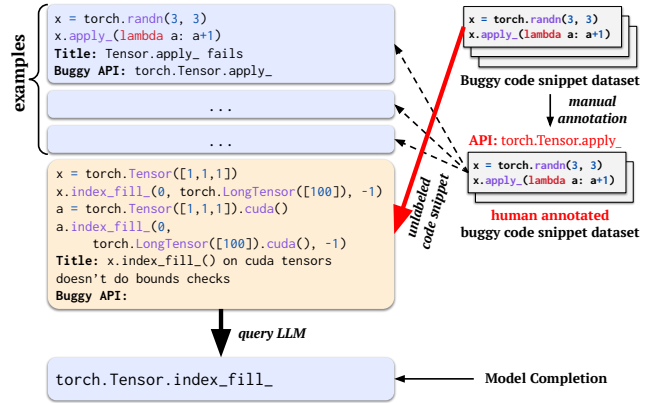 examples
x = torch.randn(3, 3)
x.apply_(lambda a: a+1)
Title: Tensor.apply_ fails
Buggy API: torch.Tensor.apply_
...
...
x = torch.Tensor([1,1,1])
x.index_fill_(0, torch.LongTensor([100]), -1)
a = torch.Tensor([1,1,1]).cuda()
a.index_fill_(0,
torch.LongTensor([100]).cuda(), -1)
Title: x.index_fill_() on cuda tensors
doesn't do bounds checks
Buggy API:
query LLM
torch.Tensor.index_fill_
Model Completion
x = torch.randn(3, 3)
x.apply_(lambda a: a+1)
Buggy code snippet dataset
manual
annotation
API: torch.Tensor.apply_
x = torch.randn(3, 3)
x.apply_(lambda a: a+1)
human annotated
buggy code snippet dataset
unlabeled
code snippet